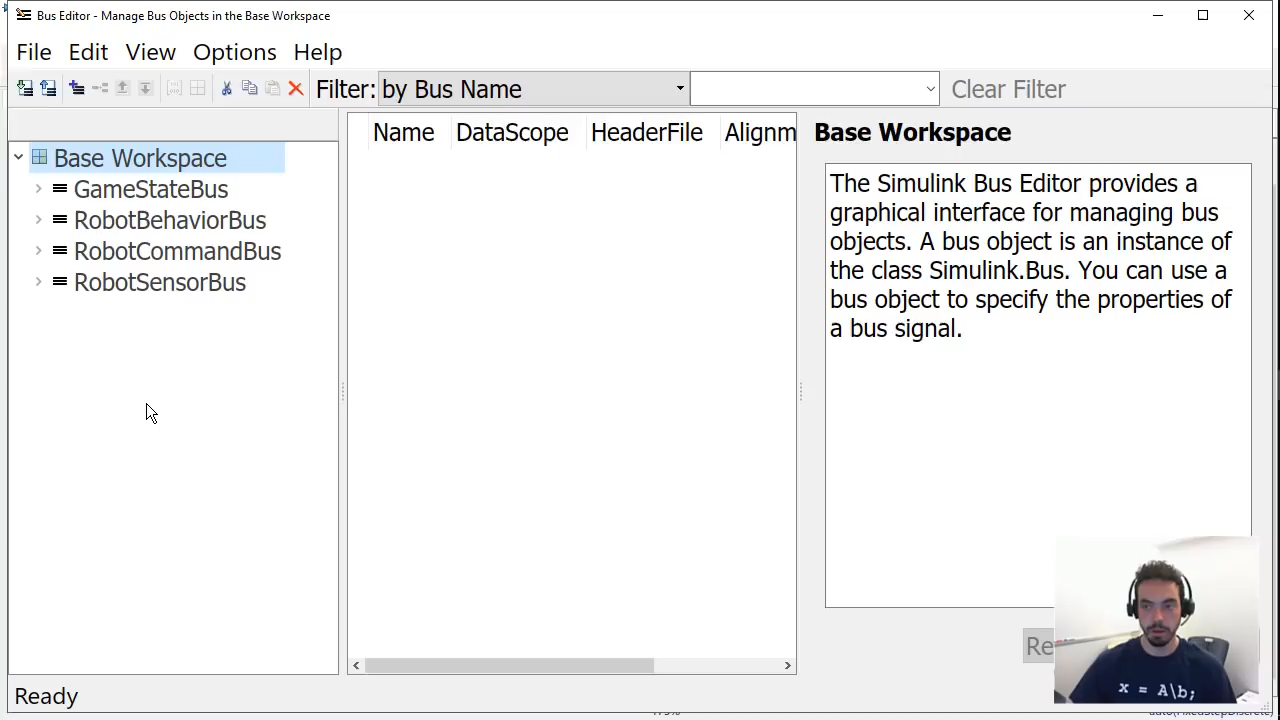 Bus Editor - Manage Bus Objects in the Base Workspace
File Edit View Options Help
Filter: by Bus Name Clear Filter
Base Workspace
GameStateBus
RobotBehaviorBus
RobotCommandBus
RobotSensorBus
Name DataScope HeaderFile Alignm
Base Workspace
The Simulink Bus Editor provides a
graphical interface for managing bus
objects. A bus object is an instance of
the class Simulink.Bus. You can use a
bus object to specify the properties of
a bus signal.
Re
x = A\b;
Ready